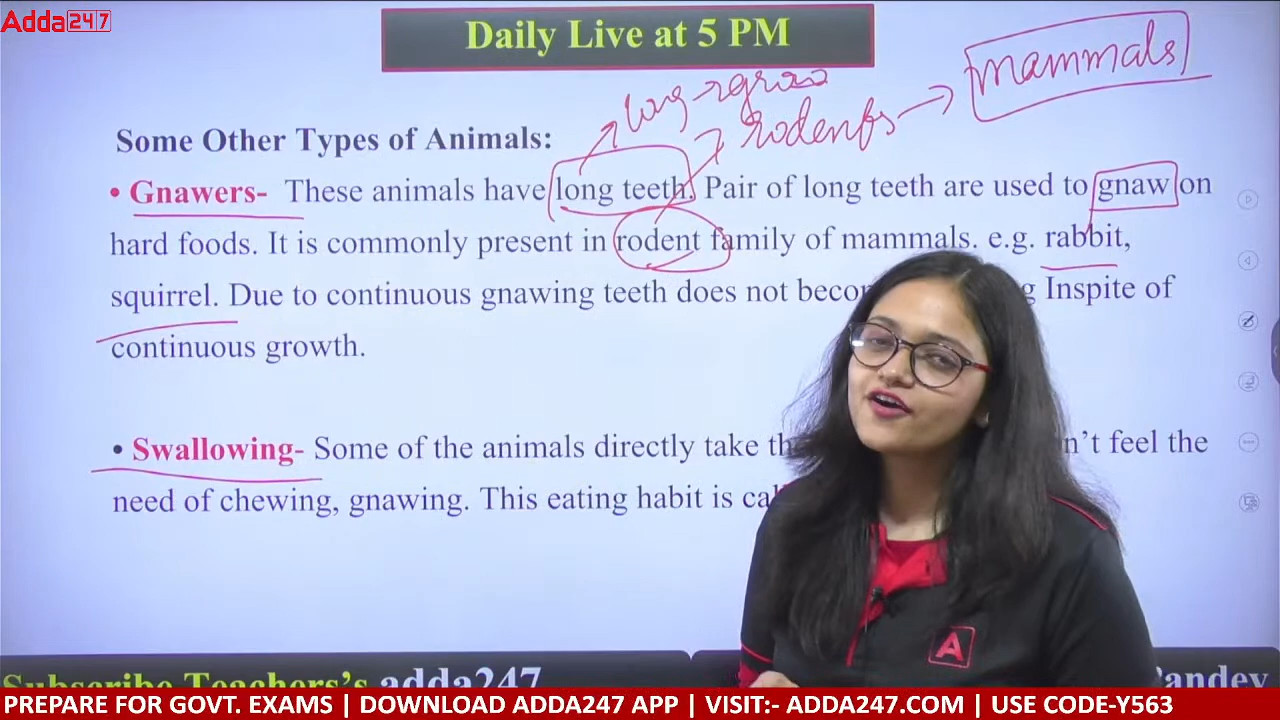 Adda247
Daily Live at 5 PM
mammals
long
rodents
Some Other Types of Animals:
• Gnawers- These animals have long teeth. Pair of long teeth are used to gnaw on
hard foods. It is commonly present in rodent family of mammals. e.g. rabbit,
squirrel. Due to continuous gnawing teeth does not Inspite of
continuous growth.
• Swallowing- Some of the animals directly take feel the
need of chewing, gnawing. This eating habit is
A
Subscribe Teacher's adda247
PREPARE FOR GOVT. EXAMS | DOWNLOAD ADDA247 APP | VISIT:- ADDA247.COM | USE CODE-Y563